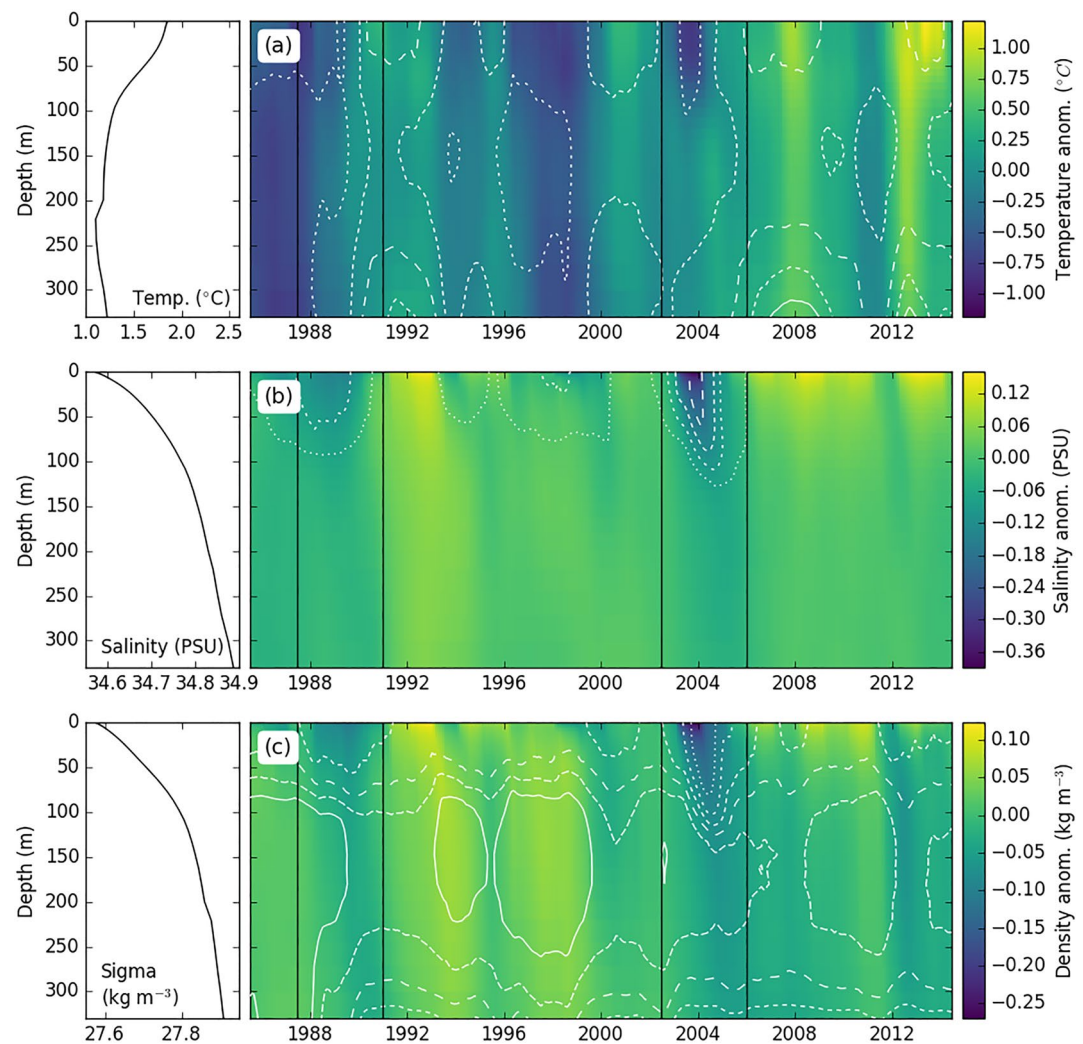 (a)
0
50
100
150
200
250
300
Depth (m)
Temp. (°C)
1.0 1.5 2.0 2.5
1988 1992 1996 2000 2004 2008 2012
1.00
0.75
0.50
0.25
0.00
−0.25
−0.50
−0.75
−1.00
Temperature anom. (°C)
(b)
0
50
100
150
200
250
300
Depth (m)
Salinity (PSU)
34.6 34.7 34.8 34.9
1988 1992 1996 2000 2004 2008 2012
0.12
0.06
0.00
−0.06
−0.12
−0.18
−0.24
−0.30
−0.36
Salinity anom. (PSU)
(c)
0
50
100
150
200
250
300
Depth (m)
Sigma
(kg m⁻³)
27.6 27.8
1988 1992 1996 2000 2004 2008 2012
0.10
0.05
0.00
−0.05
−0.10
−0.15
−0.20
−0.25
Density anom. (kg m⁻³)